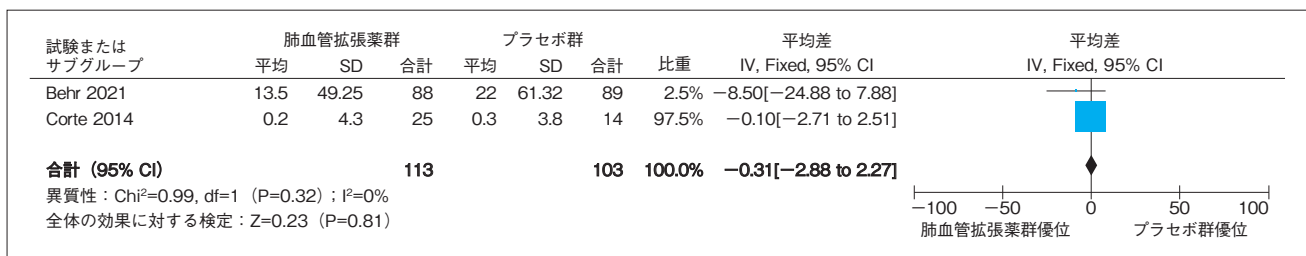 試験または
サブグループ
肺血管拡張薬群 プラセボ群 平均差 平均差
平均 SD 合計 平均 SD 合計 比重 IV, Fixed, 95% CI IV, Fixed, 95% CI
Behr 2021 13.5 49.25 88 22 61.32 89 2.5% −8.50[−24.88 to 7.88]
Corte 2014 0.2 4.3 25 0.3 3.8 14 97.5% −0.10[−2.71 to 2.51]
合計（95% CI） 113 103 100.0% −0.31[−2.88 to 2.27]
異質性：Chi²=0.99, df=1（P=0.32）; I²=0%
全体の効果に対する検定：Z=0.23（P=0.81）
−100 −50 0 50 100
肺血管拡張薬群優位 プラセボ群優位